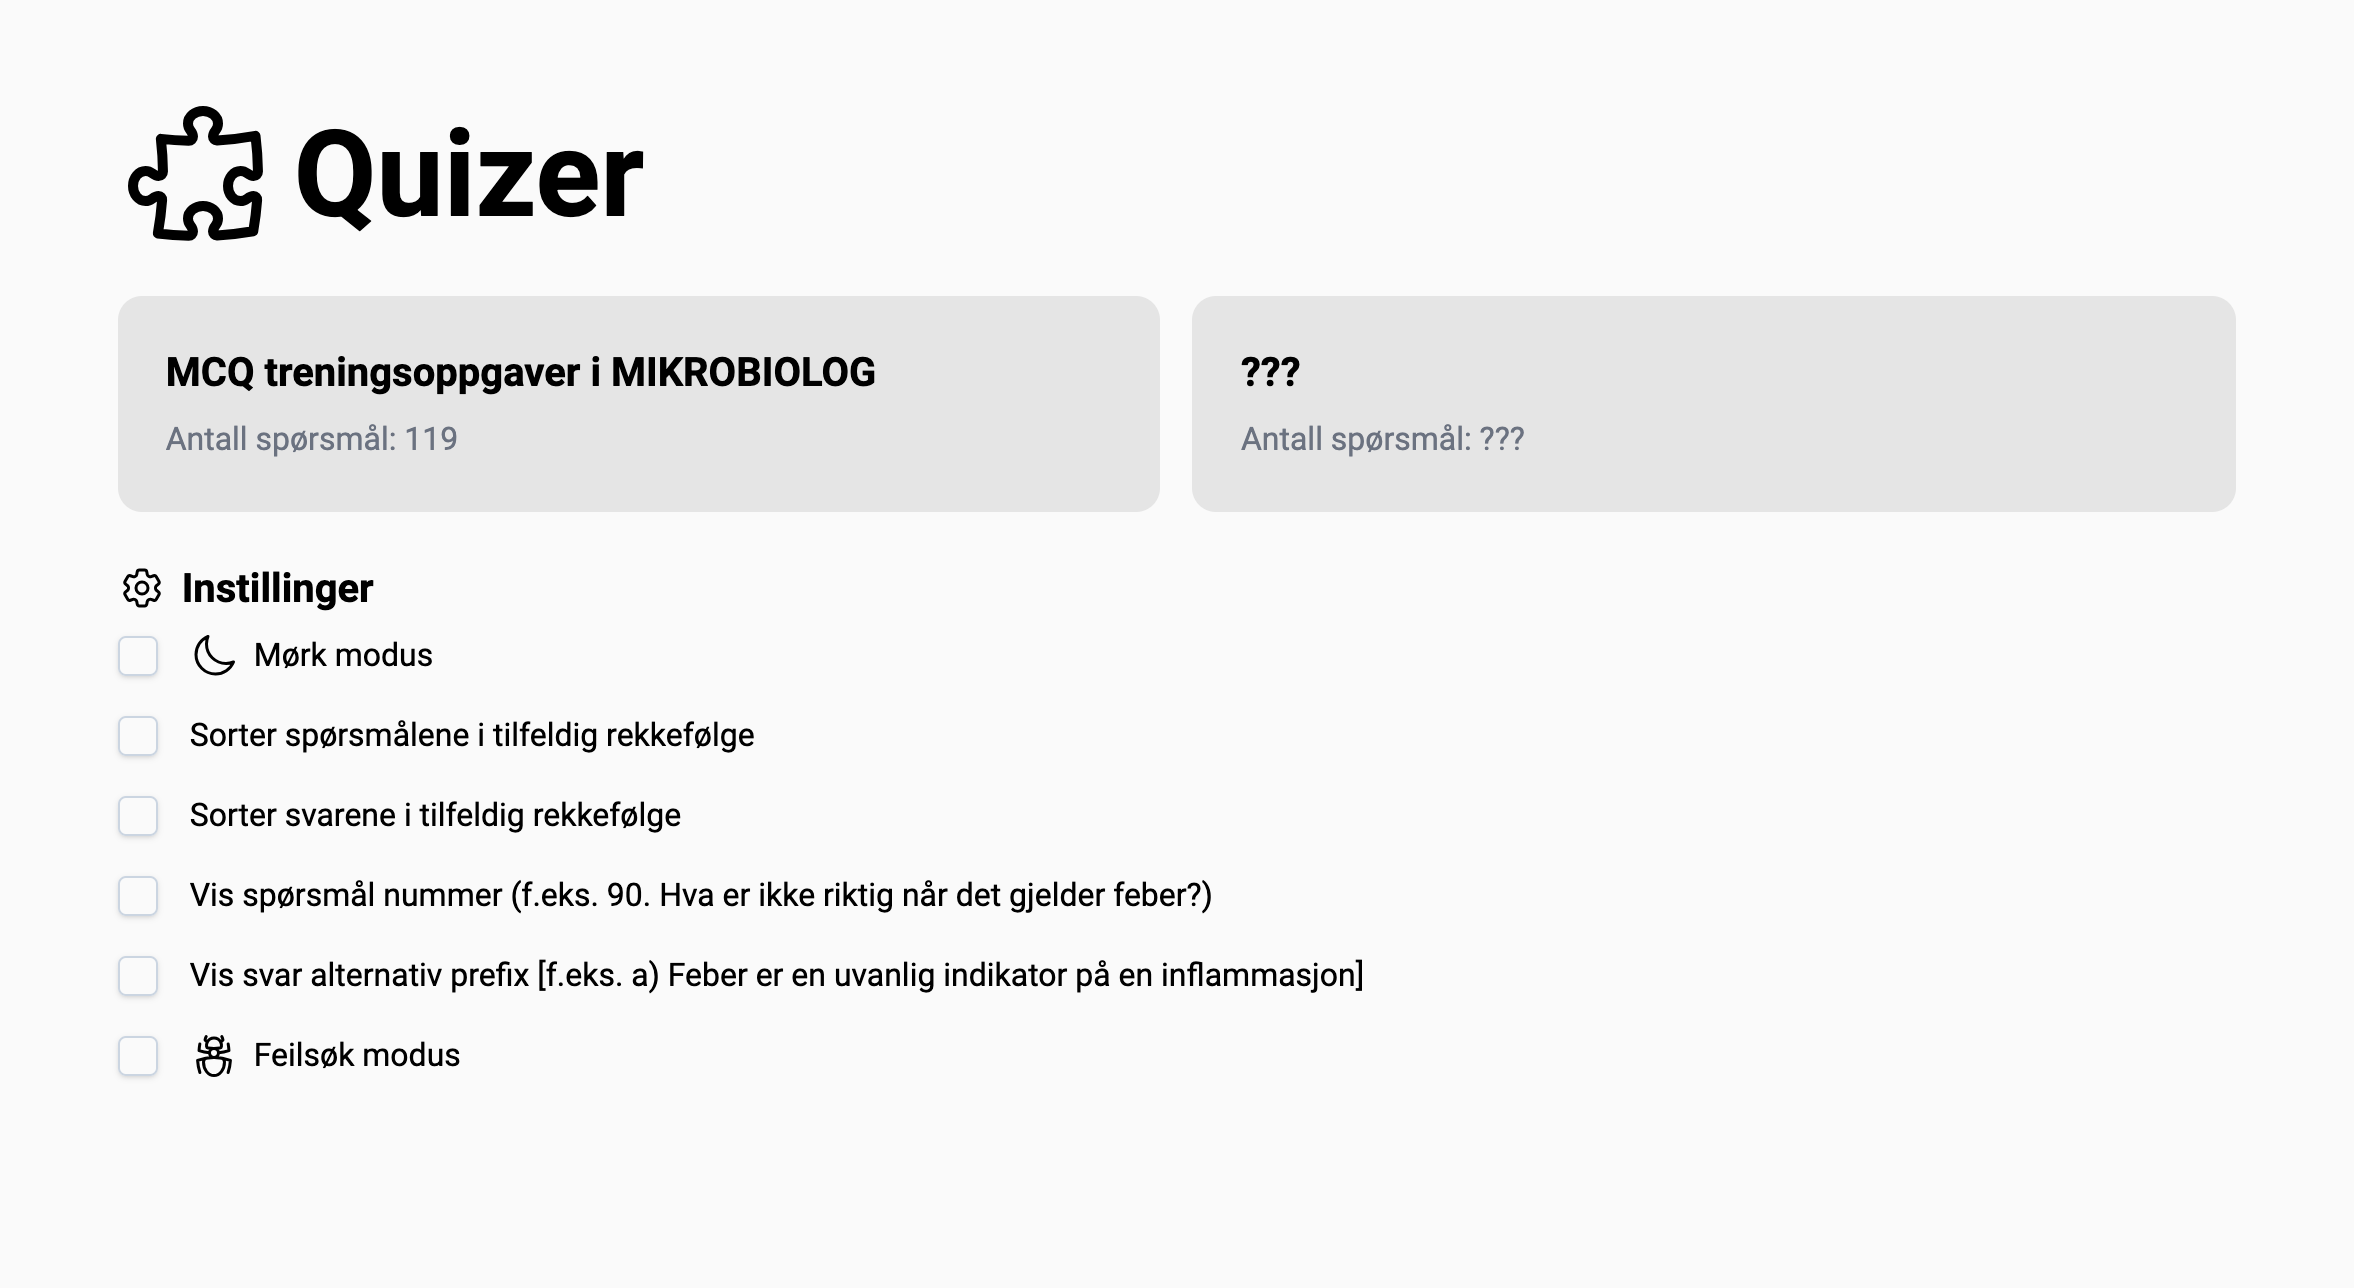 Quizer
MCQ treningsoppgaver i MIKROBIOLOG
Antall spørsmål: 119
???
Antall spørsmål: ???
Instillinger
Mørk modus
Sorter spørsmålene i tilfeldig rekkefølge
Sorter svarene i tilfeldig rekkefølge
Vis spørsmål nummer (f.eks. 90. Hva er ikke riktig når det gjelder feber?)
Vis svar alternativ prefix [f.eks. a) Feber er en uvanlig indikator på en inflammasjon]
Feilsøk modus